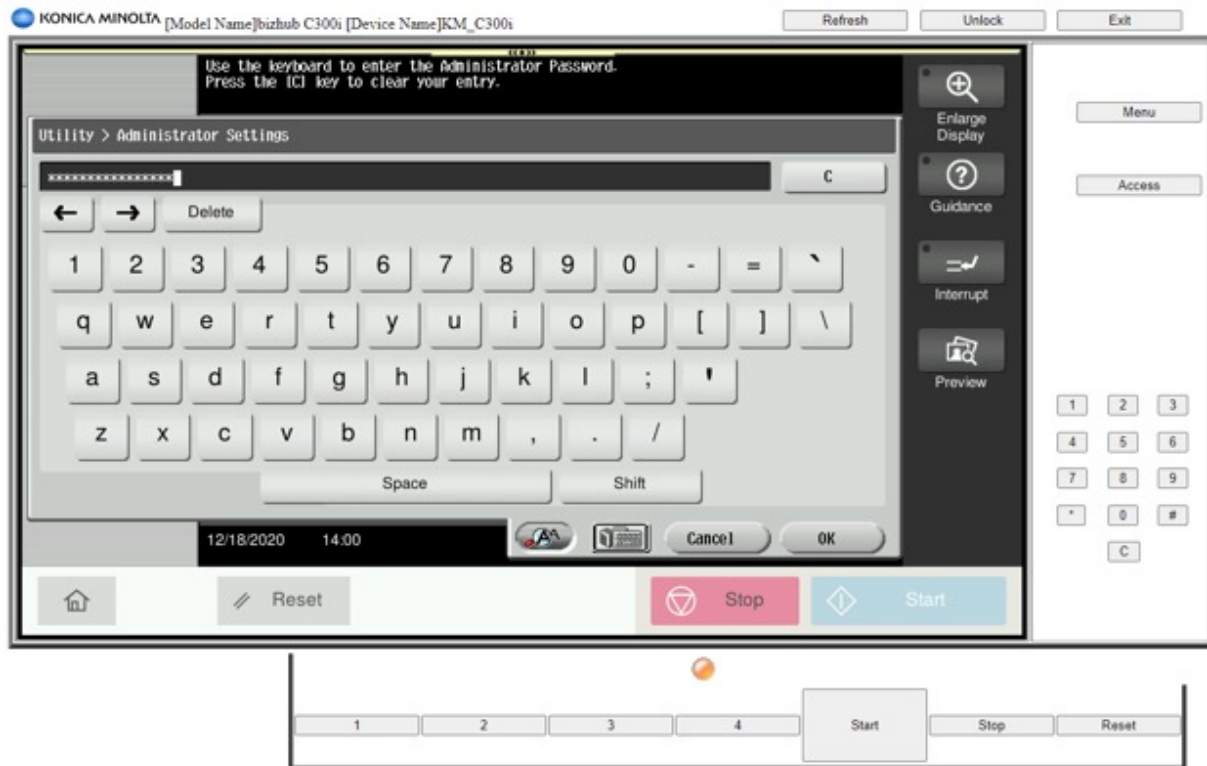 KONICA MINOLTA [Model Name]bizhub C300i [Device Name]KM_C300i
Refresh Unlock Exit
Use the keyboard to enter the Administrator Password.
Press the [C] key to clear your entry.
Enlarge
Display
Menu
Utility > Administrator Settings
**************** C
Guidance
Access
← → Delete
1 2 3 4 5 6 7 8 9 0 - = `
Interrupt
q w e r t y u i o p [ ] \
a s d f g h j k l ; '
Preview
z x c v b n m , . /
Space Shift
12/18/2020 14:00 Cancel OK
1 2 3
4 5 6
7 8 9
* 0 #
C
Reset Stop Start
1 2 3 4 Start Stop Reset